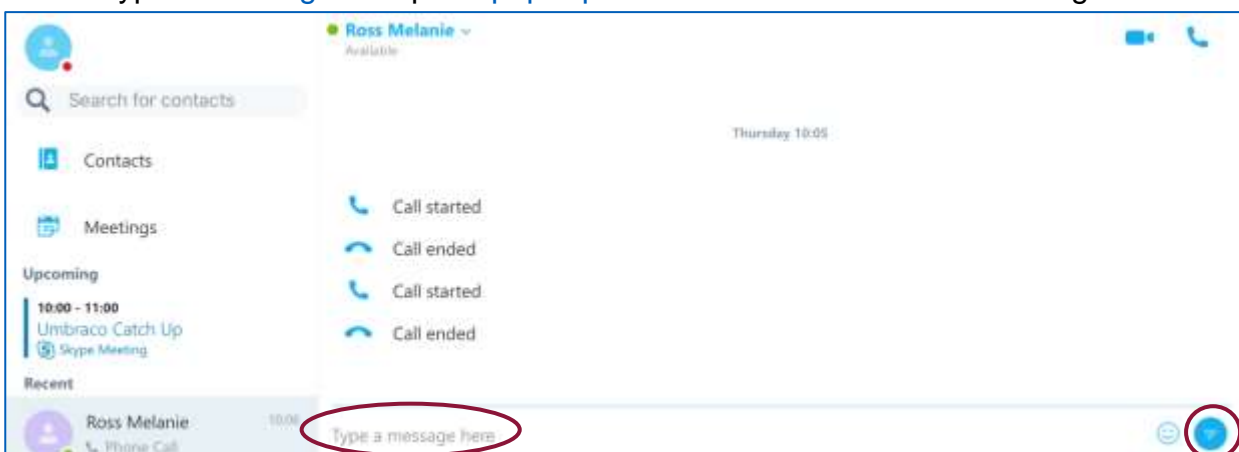 Ross Melanie
Available
Search for contacts
Thursday 10:05
Contacts
Call started
Meetings
Call ended
Upcoming
Call started
10:00 - 11:00
Umbraco Catch Up
Call ended
Skype Meeting
Recent
Ross Melanie
Type a message here
Phone Call